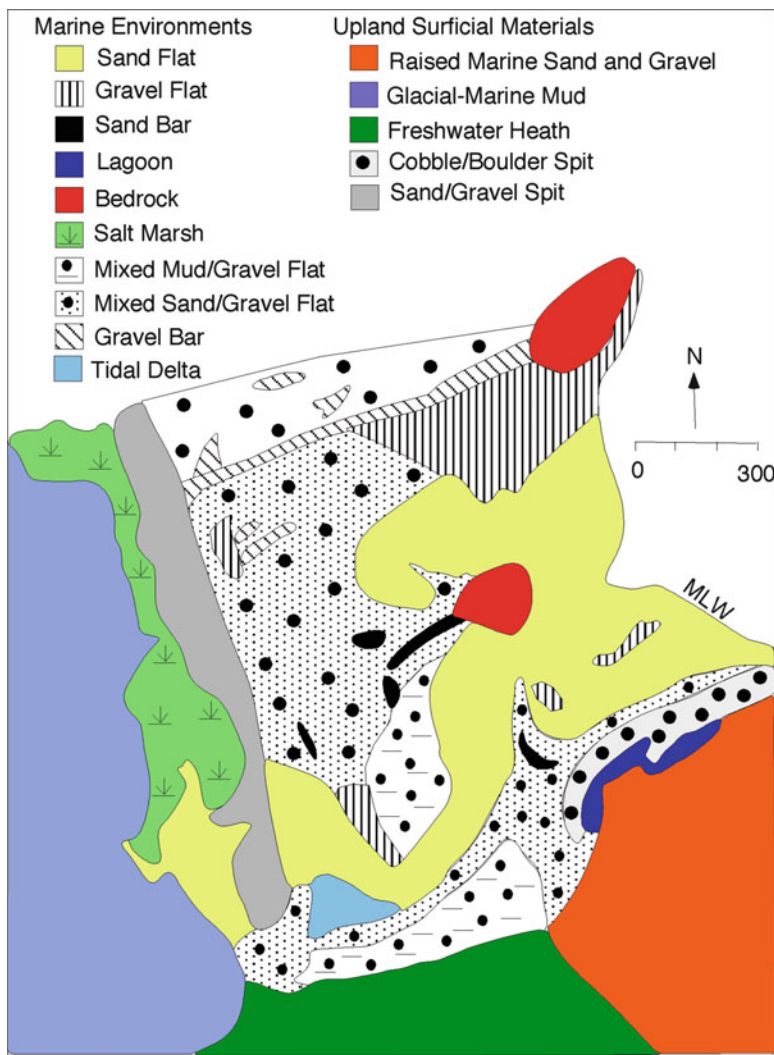 Marine Environments
Sand Flat
Gravel Flat
Sand Bar
Lagoon
Bedrock
Salt Marsh
Mixed Mud/Gravel Flat
Mixed Sand/Gravel Flat
Gravel Bar
Tidal Delta
Upland Surficial Materials
Raised Marine Sand and Gravel
Glacial-Marine Mud
Freshwater Heath
Cobble/Boulder Spit
Sand/Gravel Spit
N
0 300
MLW